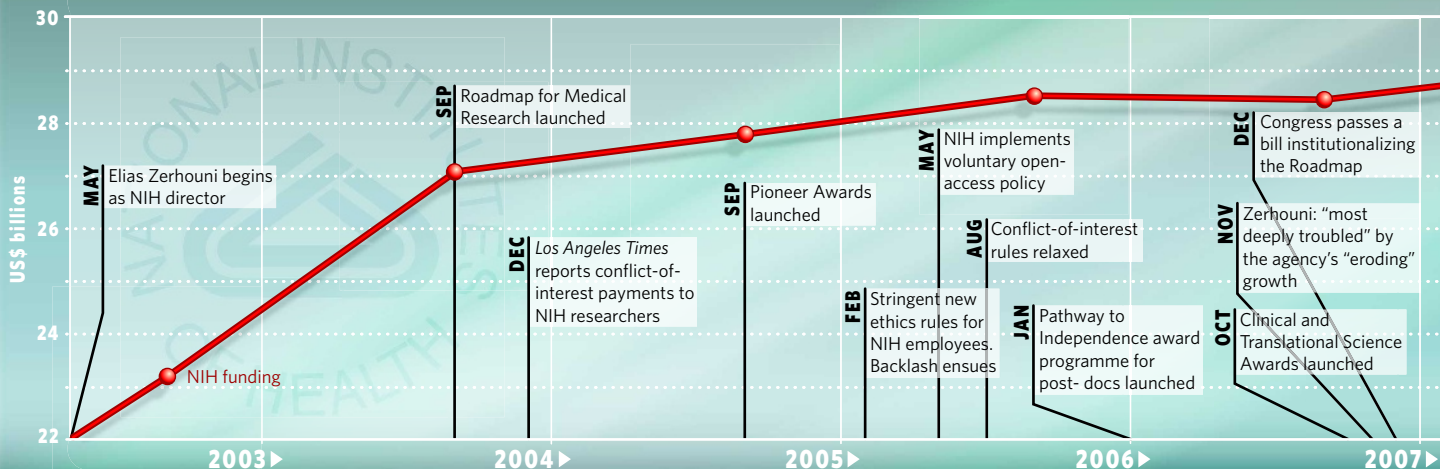 30
28
26
24
22
US$ billions
NATIONAL INSTITUTES OF HEALTH
MAY
Elias Zerhouni begins
as NIH director
NIH funding
SEP
Roadmap for Medical
Research launched
DEC
Los Angeles Times
reports conflict-of-
interest payments to
NIH researchers
SEP
Pioneer Awards
launched
FEB
Stringent new
ethics rules for
NIH employees.
Backlash ensues
MAY
NIH implements
voluntary open-
access policy
AUG
Conflict-of-interest
rules relaxed
JAN
Pathway to
Independence award
programme for
post- docs launched
DEC
Congress passes a
bill institutionalizing
the Roadmap
NOV
Zerhouni: “most
deeply troubled” by
the agency’s “eroding”
growth
OCT
Clinical and
Translational Science
Awards launched
2003
2004
2005
2006
2007